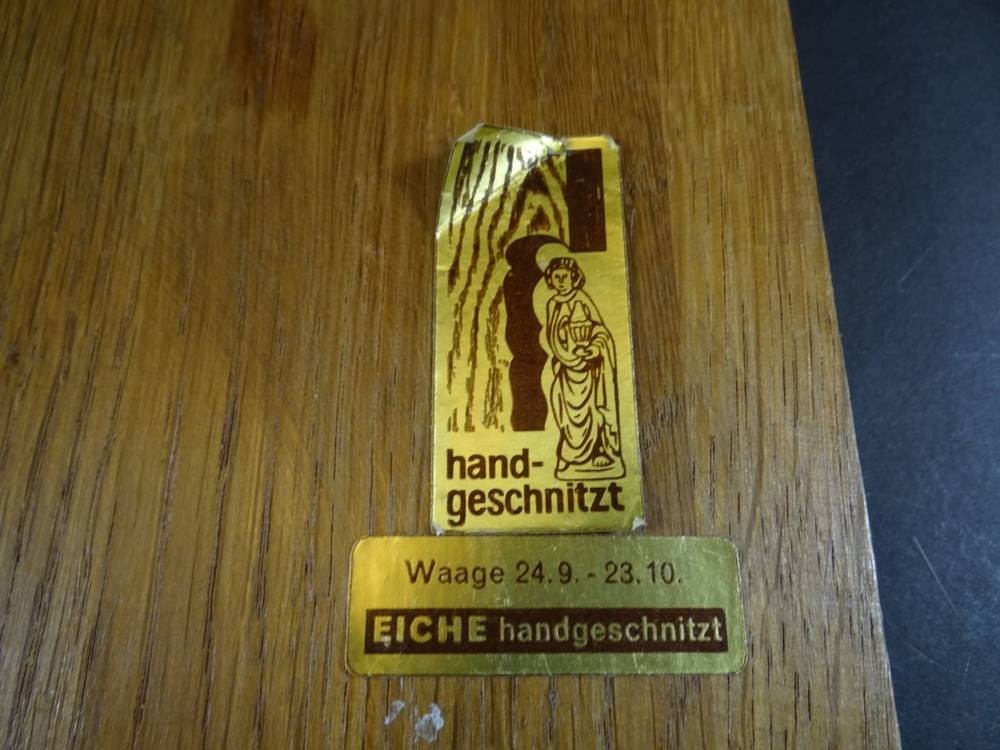 hand-
geschnitzt
Waage 24.9. - 23.10.
EICHE handgeschnitzt